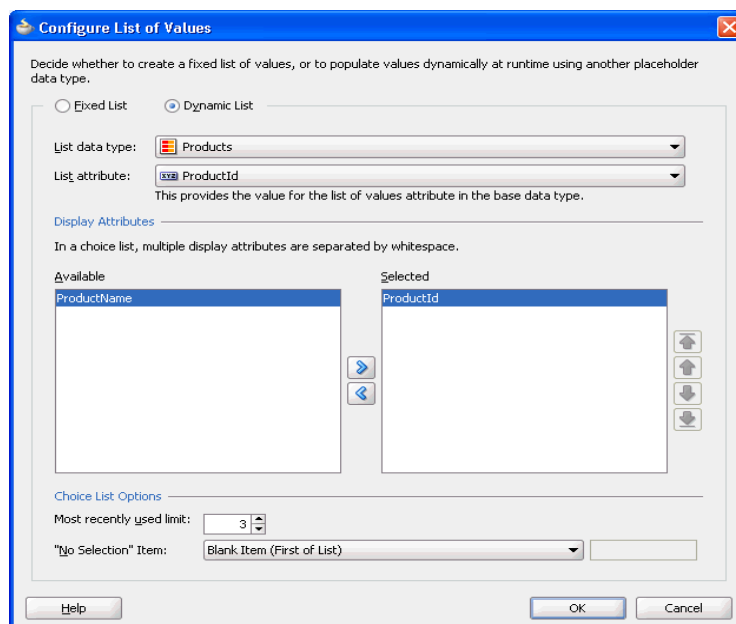 Configure List of Values
Decide whether to create a fixed list of values, or to populate values dynamically at runtime using another placeholder
data type.
Fixed List Dynamic List
List data type: Products
List attribute: XYZ ProductId
This provides the value for the list of values attribute in the base data type.
Display Attributes
In a choice list, multiple display attributes are separated by whitespace.
Available Selected
ProductName ProductId
Choice List Options
Most recently used limit: 3
"No Selection" Item: Blank Item (First of List)
Help OK Cancel